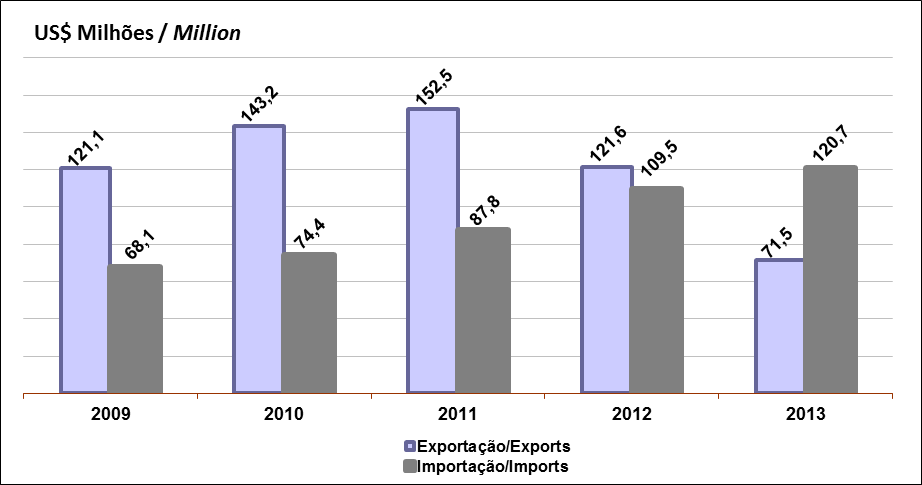 US$ Milhões / Million
121,1
68,1
143,2
74,4
152,5
87,8
121,6
109,5
71,5
120,7
2009 2010 2011 2012 2013
Exportação/Exports
Importação/Imports